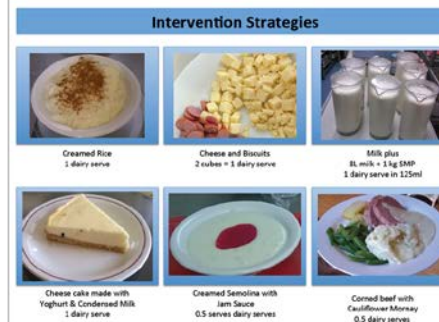 Intervention Strategies
Creamed Rice
1 dairy serve
Cheese and Biscuits
2 cubes = 1 dairy serve
Milk plus
8L milk + 1 kg SMP
1 dairy serve in 125ml
Cheese cake made with
Yoghurt & Condensed Milk
1 dairy serve
Creamed Semolina with
Jam Sauce
0.5 serves dairy serves
Corned beef with
Cauliflower Mornay
0.5 dairy serves